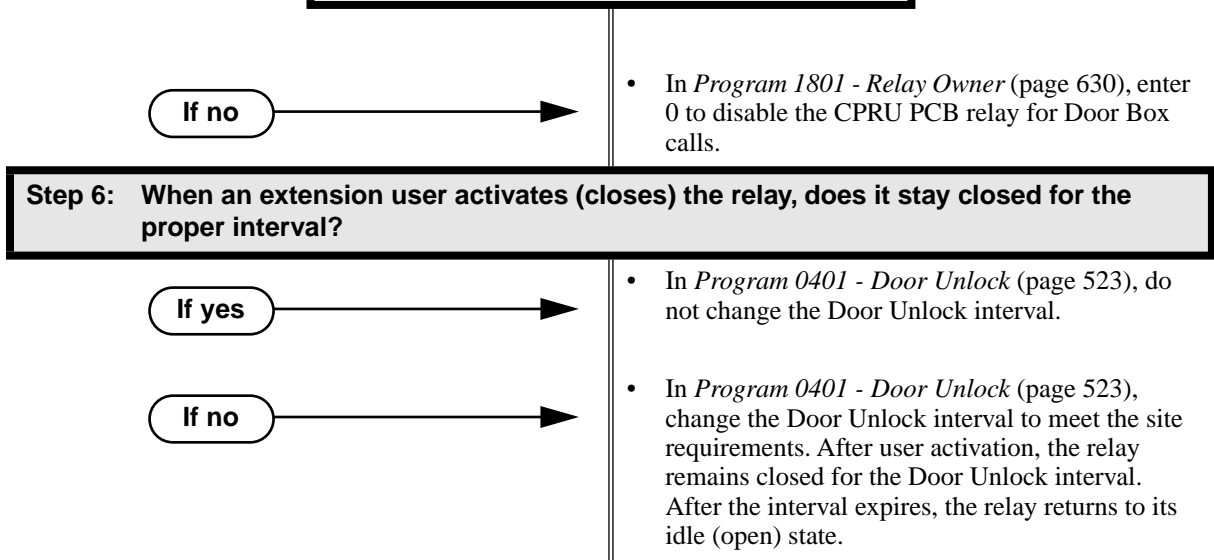 If no
• In Program 1801 - Relay Owner (page 630), enter
0 to disable the CPRU PCB relay for Door Box
calls.
Step 6: When an extension user activates (closes) the relay, does it stay closed for the
proper interval?
If yes
• In Program 0401 - Door Unlock (page 523), do
not change the Door Unlock interval.
If no
• In Program 0401 - Door Unlock (page 523),
change the Door Unlock interval to meet the site
requirements. After user activation, the relay
remains closed for the Door Unlock interval.
After the interval expires, the relay returns to its
idle (open) state.